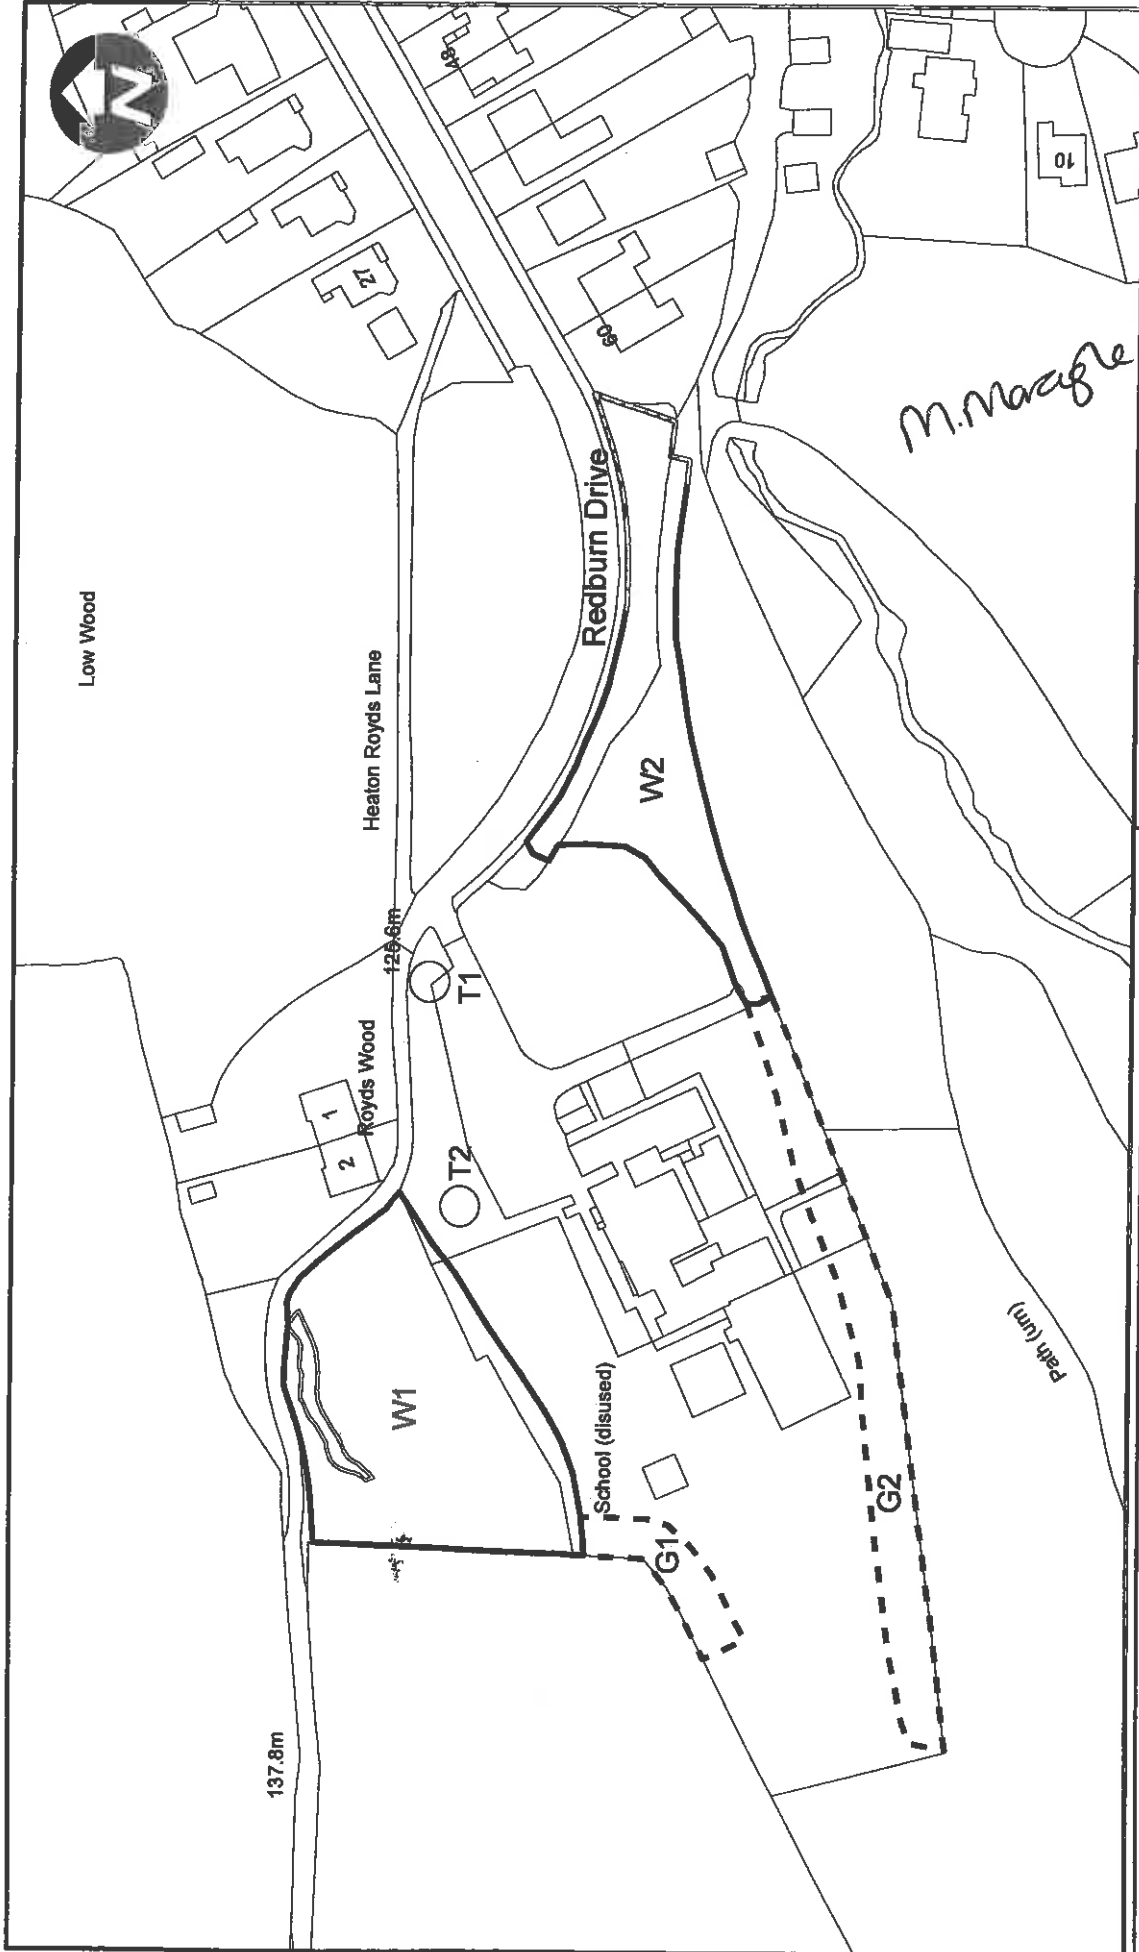 N
48
27
60
10
Low Wood
Heaton Royds Lane
Redburn Drive
M. Maragle
W2
126.6m
T1
Royds Wood
1
2
T2
W1
School (disused)
Path (um)
G1
G2
137.8m